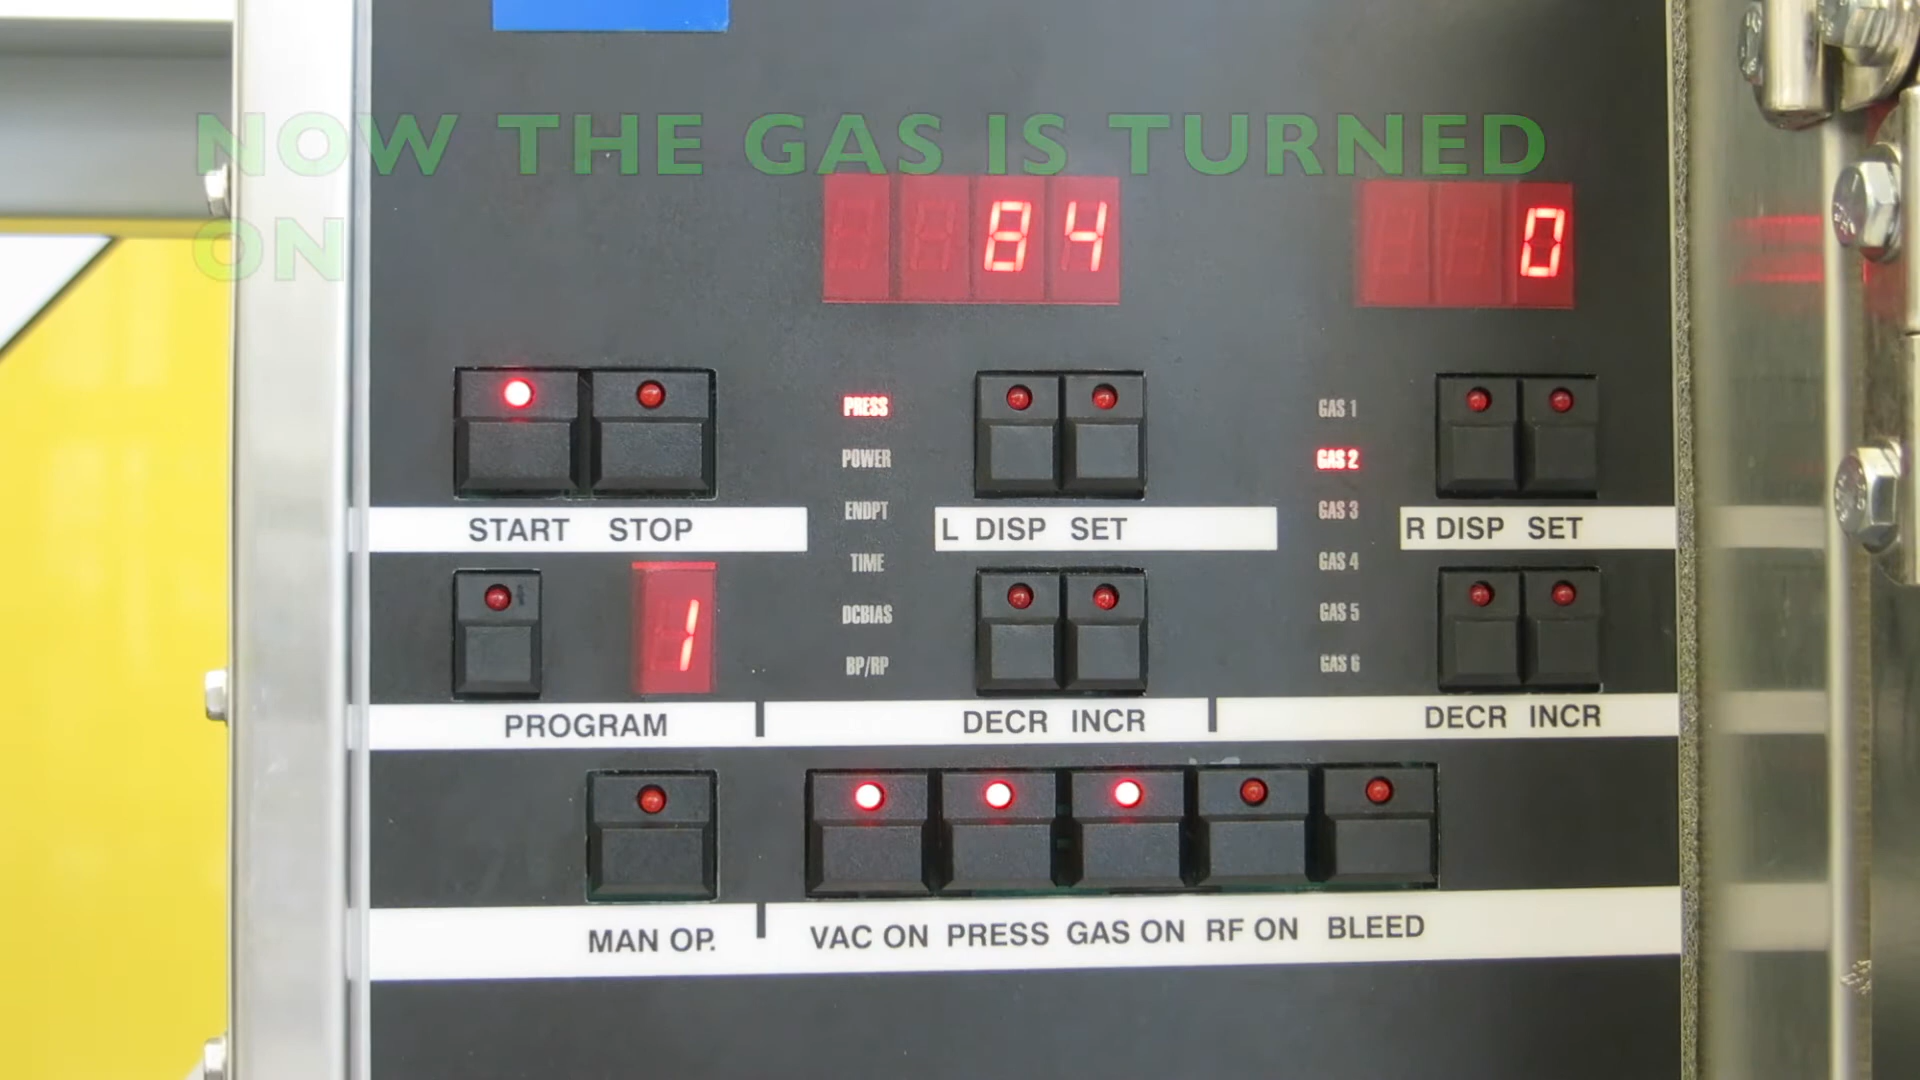 NOW THE GAS IS TURNED
ON
84
0
PRESS
GAS 1
POWER
GAS 2
ENDPT
GAS 3
START STOP
L DISP SET
R DISP SET
TIME
GAS 4
1
DCBIAS
GAS 5
BP/RP
GAS 6
PROGRAM
DECR INCR
DECR INCR
MAN OP.
VAC ON PRESS GAS ON RF ON BLEED